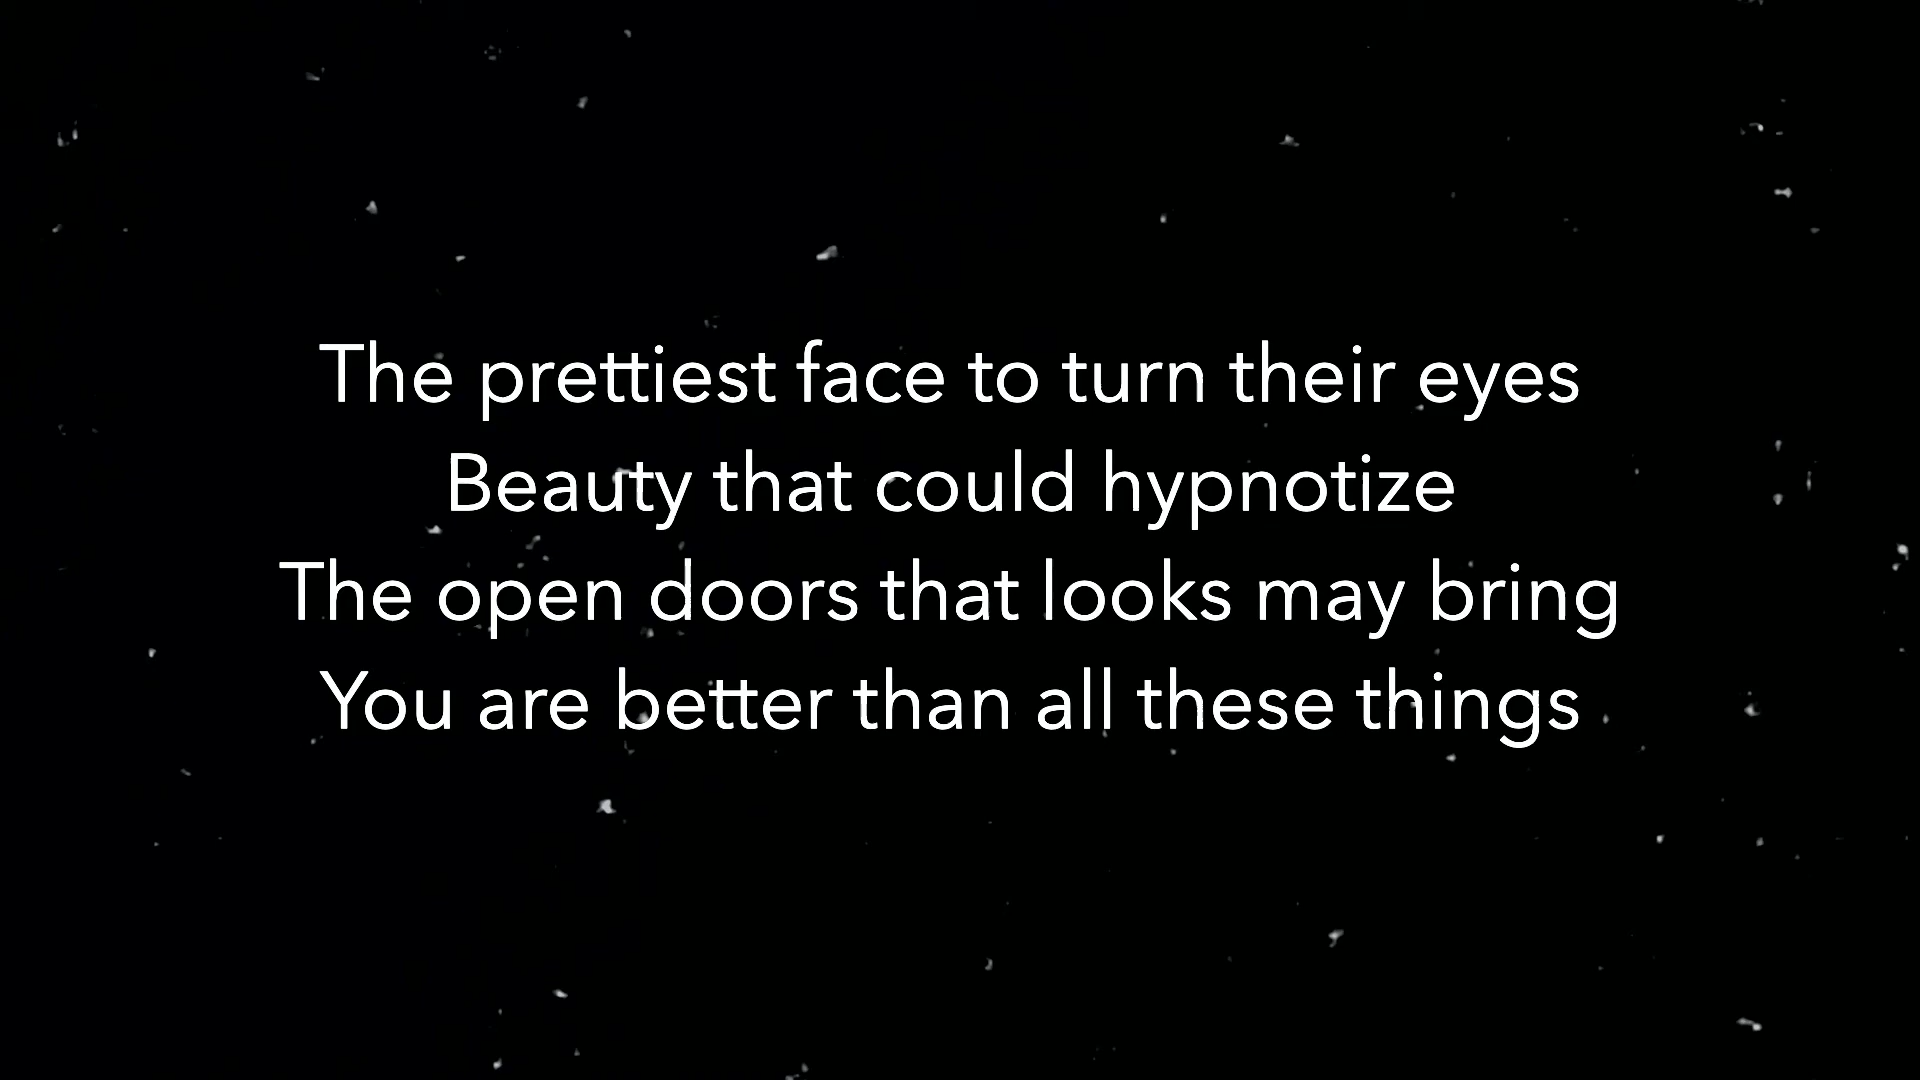 The prettiest face to turn their eyes
Beauty that could hypnotize
The open doors that looks may bring
You are better than all these things